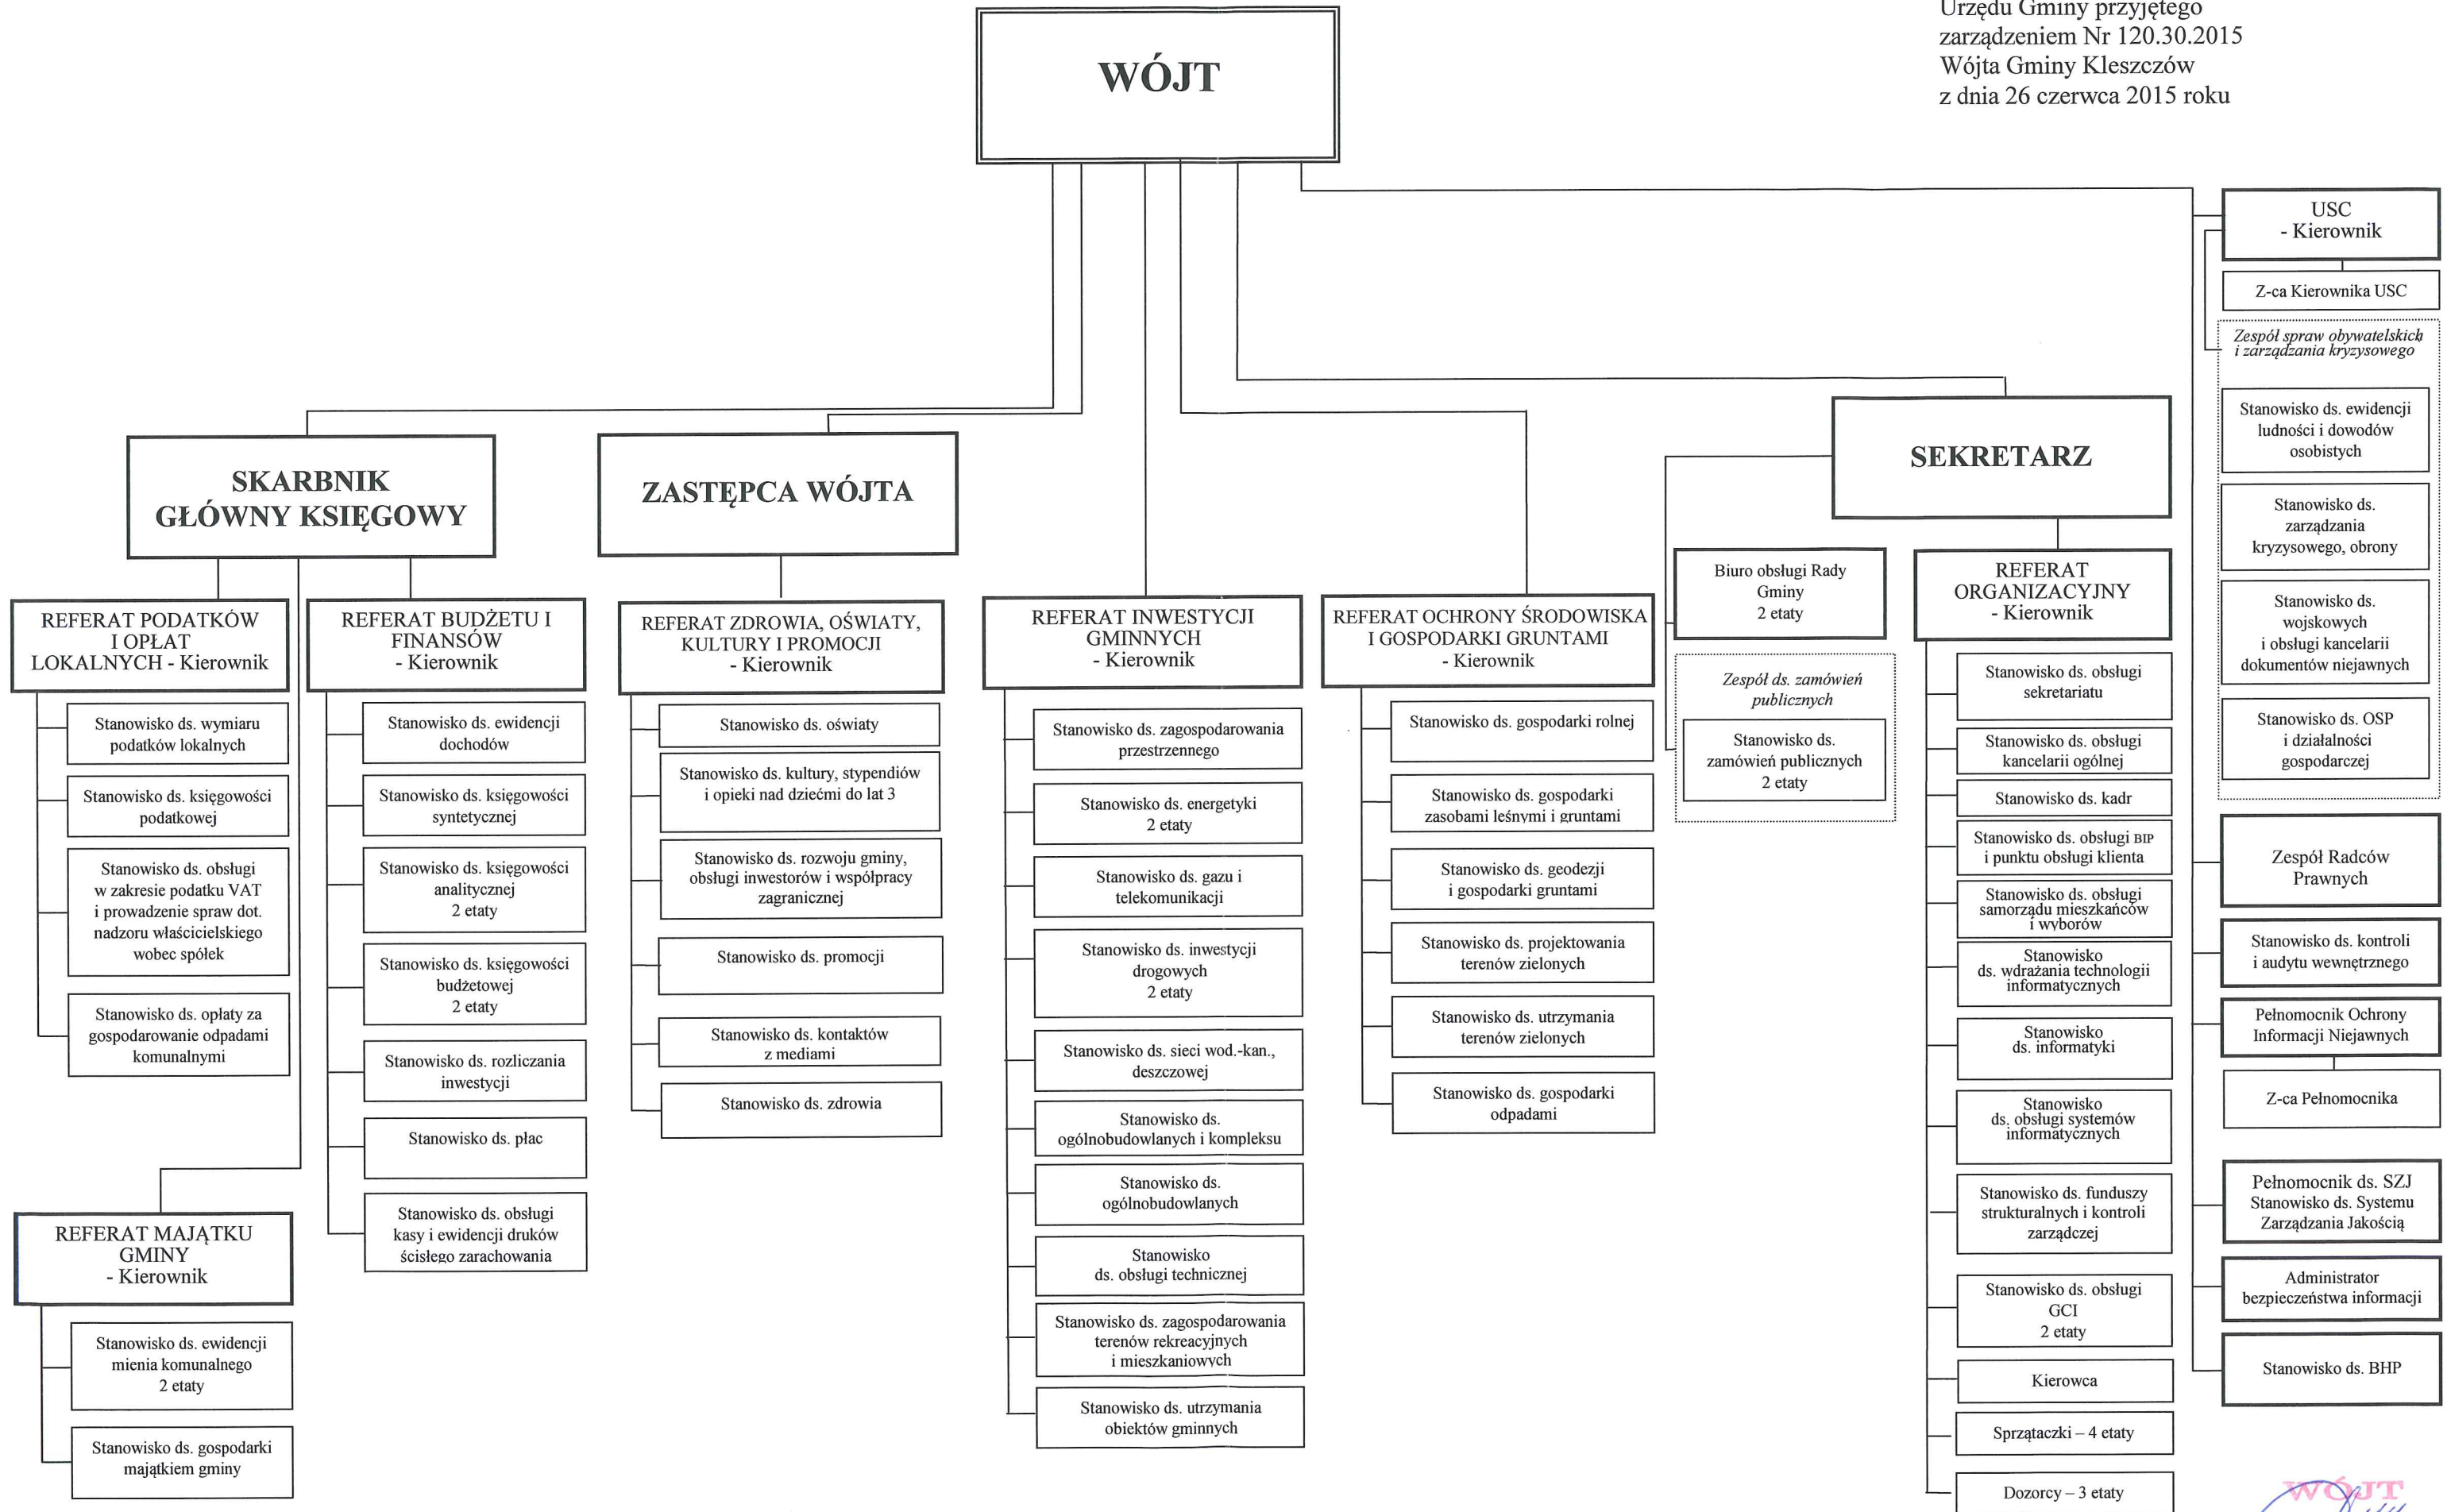 Urzędu Gminy przyjętego
zarządzeniem Nr 120.30.2015
Wójta Gminy Kleszczów
z dnia 26 czerwca 2015 roku
WÓJT
SKARBNIK
GŁÓWNY KSIĘGOWY
REFERAT PODATKÓW
I OPŁAT
LOKALNYCH - Kierownik
Stanowisko ds. wymiaru
podatków lokalnych
Stanowisko ds. księgowości
podatkowej
Stanowisko ds. obsługi
w zakresie podatku VAT
i prowadzenie spraw dot.
nadzoru właścicielskiego
wobec spółek
Stanowisko ds. opłaty za
gospodarowanie odpadami
komunalnymi
REFERAT MAJĄTKU
GMINY
- Kierownik
Stanowisko ds. ewidencji
mienia komunalnego
2 etaty
Stanowisko ds. gospodarki
majątkiem gminy
REFERAT BUDŻETU I
FINANSÓW
- Kierownik
Stanowisko ds. ewidencji
dochodów
Stanowisko ds. księgowości
syntetycznej
Stanowisko ds. księgowości
analitycznej
2 etaty
Stanowisko ds. księgowości
budżetowej
2 etaty
Stanowisko ds. rozliczania
inwestycji
Stanowisko ds. płac
Stanowisko ds. obsługi
kasy i ewidencji druków
ścisłego zarachowania
ZASTĘPCA WÓJTA
REFERAT ZDROWIA, OŚWIATY,
KULTURY I PROMOCJI
- Kierownik
Stanowisko ds. oświaty
Stanowisko ds. kultury, stypendiów
i opieki nad dziećmi do lat 3
Stanowisko ds. rozwoju gminy,
obsługi inwestorów i współpracy
zagranicznej
Stanowisko ds. promocji
Stanowisko ds. kontaktów
z mediami
Stanowisko ds. zdrowia
REFERAT INWESTYCJI
GMINNYCH
- Kierownik
Stanowisko ds. zagospodarowania
przestrzennego
Stanowisko ds. energetyki
2 etaty
Stanowisko ds. gazu i
telekomunikacji
Stanowisko ds. inwestycji
drogowych
2 etaty
Stanowisko ds. sieci wod.-kan.,
deszczowej
Stanowisko ds.
ogólnobudowlanych i kompleksu
Stanowisko ds.
ogólnobudowlanych
Stanowisko
ds. obsługi technicznej
Stanowisko ds. zagospodarowania
terenów rekreacyjnych
i mieszkaniowych
Stanowisko ds. utrzymania
obiektów gminnych
REFERAT OCHRONY ŚRODOWISKA
I GOSPODARKI GRUNTAMI
- Kierownik
Stanowisko ds. gospodarki rolnej
Stanowisko ds. gospodarki
zasobami leśnymi i gruntami
Stanowisko ds. geodezji
i gospodarki gruntami
Stanowisko ds. projektowania
terenów zielonych
Stanowisko ds. utrzymania
terenów zielonych
Stanowisko ds. gospodarki
odpadami
SEKRETARZ
Biuro obsługi Rady
Gminy
2 etaty
Zespół ds. zamówień
publicznych
Stanowisko ds.
zamówień publicznych
2 etaty
REFERAT
ORGANIZACYJNY
- Kierownik
Stanowisko ds. obsługi
sekretariatu
Stanowisko ds. obsługi
kancelarii ogólnej
Stanowisko ds. kadr
Stanowisko ds. obsługi BIP
i punktu obsługi klienta
Stanowisko ds. obsługi
samorządu mieszkańców
i wyborów
Stanowisko
ds. wdrażania technologii
informatycznych
Stanowisko
ds. informatyki
Stanowisko
ds. obsługi systemów
informatycznych
Stanowisko ds. funduszy
strukturalnych i kontroli
zarządczej
Stanowisko ds. obsługi
GCI
2 etaty
Kierowca
Sprzątaczki – 4 etaty
Dozorcy – 3 etaty
USC
- Kierownik
Z-ca Kierownika USC
Zespół spraw obywatelskich
i zarządzania kryzysowego
Stanowisko ds. ewidencji
ludności i dowodów
osobistych
Stanowisko ds.
zarządzania
kryzysowego, obrony
Stanowisko ds.
wojskowych
i obsługi kancelarii
dokumentów niejawnych
Stanowisko ds. OSP
i działalności
gospodarczej
Zespół Radców
Prawnych
Stanowisko ds. kontroli
i audytu wewnętrznego
Pełnomocnik Ochrony
Informacji Niejawnych
Z-ca Pełnomocnika
Pełnomocnik ds. SZJ
Stanowisko ds. Systemu
Zarządzania Jakością
Administrator
bezpieczeństwa informacji
Stanowisko ds. BHP
WÓJT